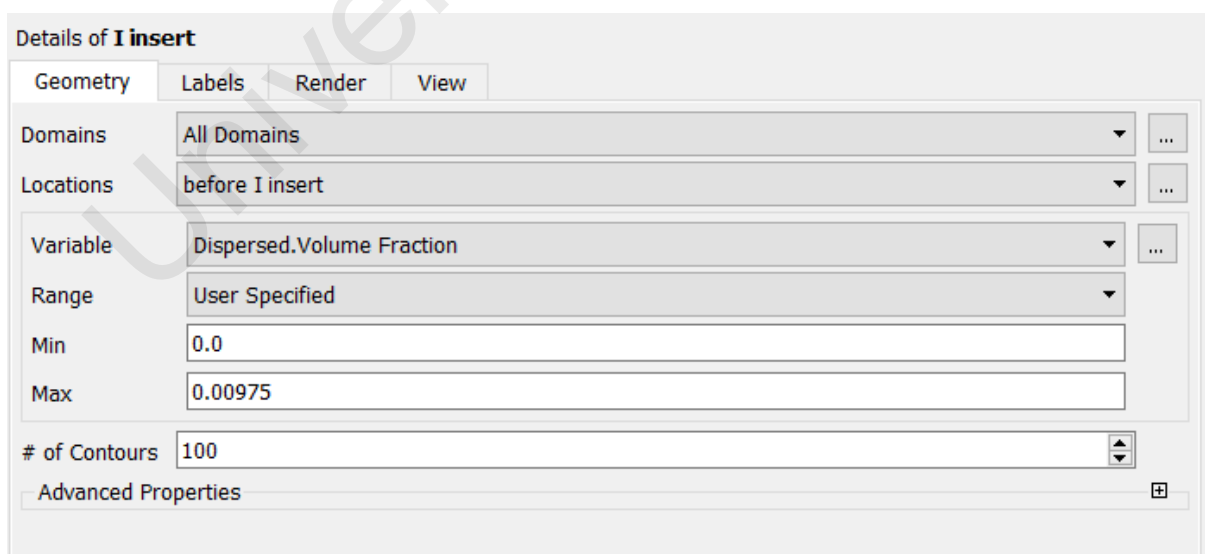 Details of I insert
Geometry Labels Render View
Domains All Domains ...
Locations before I insert ...
Variable Dispersed.Volume Fraction ...
Range User Specified
Min 0.0
Max 0.00975
# of Contours 100
Advanced Properties
Univer